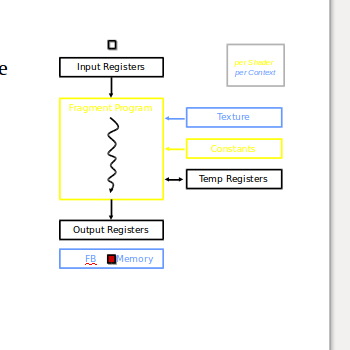 e
Input Registers
per Shader
per Context
Fragment Program
Texture
Constants
Temp Registers
Output Registers
FB Memory